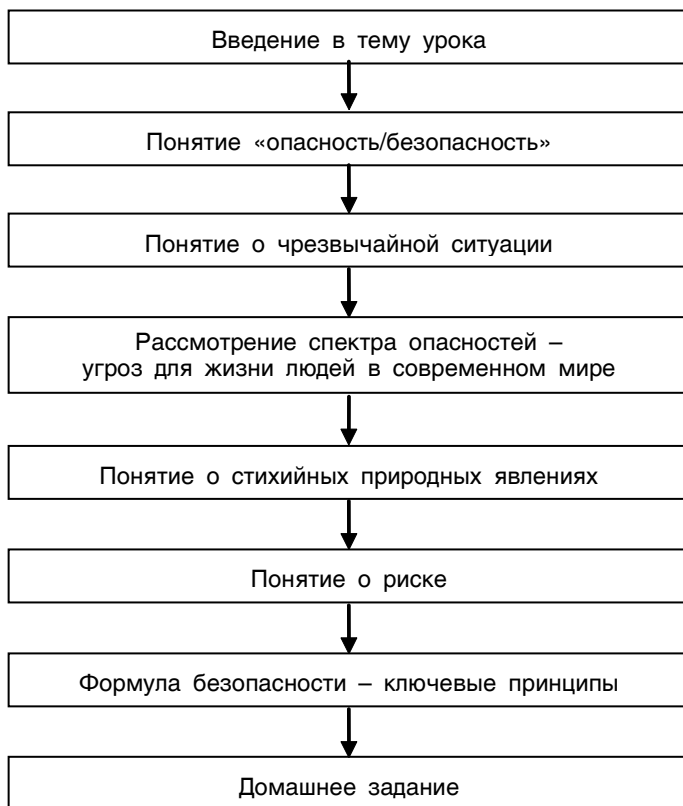 Введение в тему урока
Понятие «опасность/безопасность»
Понятие о чрезвычайной ситуации
Рассмотрение спектра опасностей –
угроз для жизни людей в современном мире
Понятие о стихийных природных явлениях
Понятие о риске
Формула безопасности – ключевые принципы
Домашнее задание